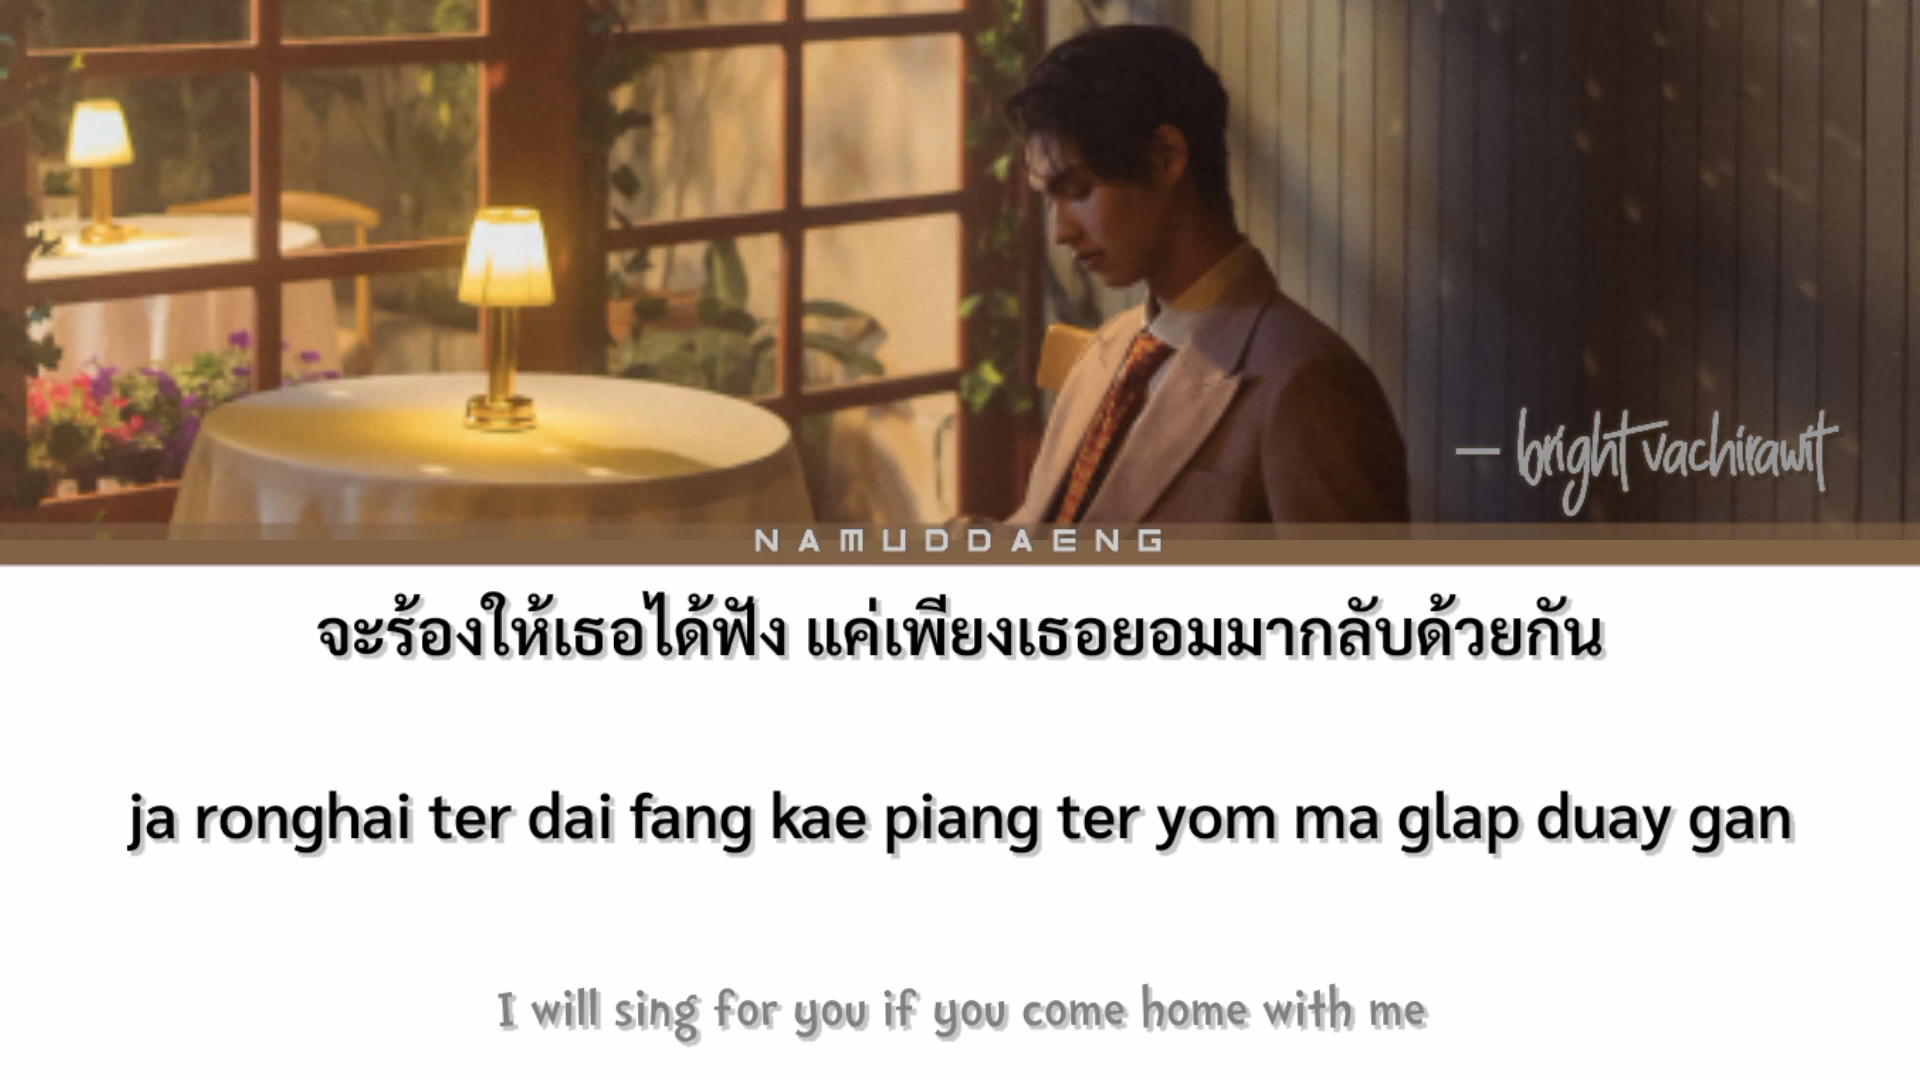 — bright vachirawit
NAMUDDAENG
จะร้องให้เธอได้ฟัง แค่เพียงเธอยอมมากลับด้วยกัน
ja ronghai ter dai fang kae piang ter yom ma glap duay gan
I will sing for you if you come home with me